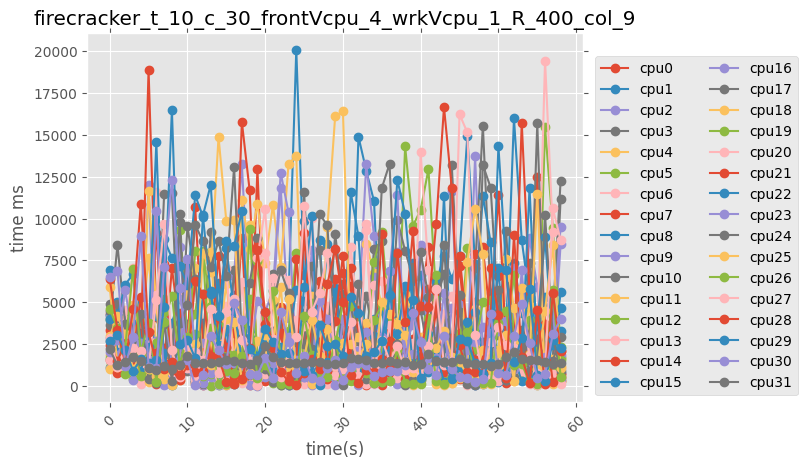 firecracker_t_10_c_30_frontVcpu_4_wrkVcpu_1_R_400_col_9
time ms
20000
17500
15000
12500
10000
7500
5000
2500
0
0 10 20 30 40 50 60
time(s)
cpu0 cpu16
cpu1 cpu17
cpu2 cpu18
cpu3 cpu19
cpu4 cpu20
cpu5 cpu21
cpu6 cpu22
cpu7 cpu23
cpu8 cpu24
cpu9 cpu25
cpu10 cpu26
cpu11 cpu27
cpu12 cpu28
cpu13 cpu29
cpu14 cpu30
cpu15 cpu31